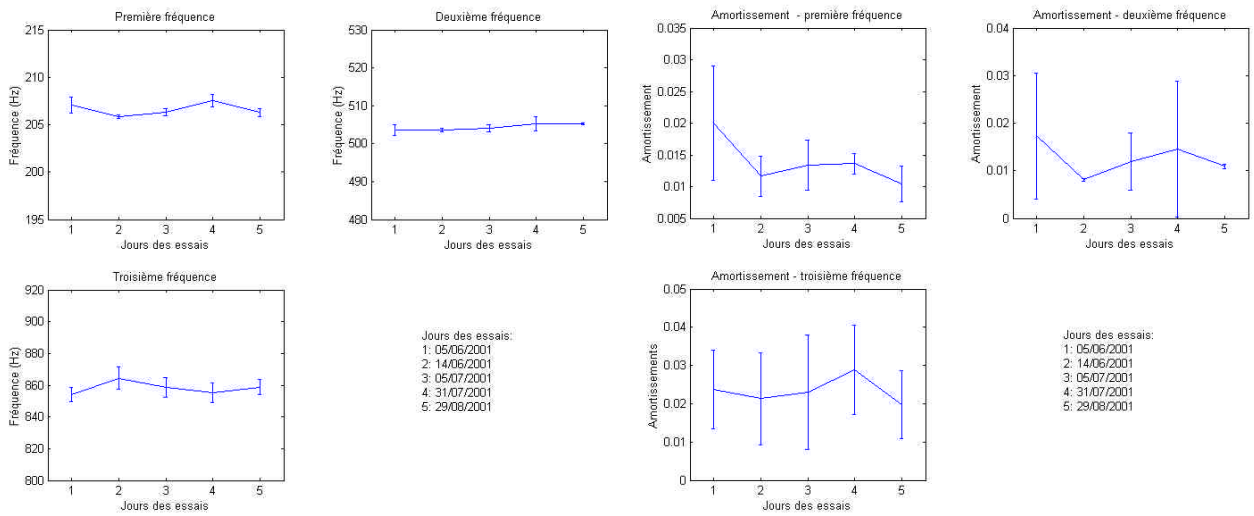 Première fréquence
215
210
205
200
195
Fréquence (Hz)
1 2 3 4 5
Jours des essais
Deuxième fréquence
530
520
510
500
490
480
Fréquence (Hz)
1 2 3 4 5
Jours des essais
Amortissement - première fréquence
0.035
0.03
0.025
0.02
0.015
0.01
0.005
Amortissement
1 2 3 4 5
Jours des essais
Amortissement - deuxième fréquence
0.04
0.03
0.02
0.01
0
Amortissement
1 2 3 4 5
Jours des essais
Troisième fréquence
920
900
880
860
840
820
800
Fréquence (Hz)
1 2 3 4 5
Jours des essais
Jours des essais:
1: 05/06/2001
2: 14/06/2001
3: 05/07/2001
4: 31/07/2001
5: 29/08/2001
Amortissement - troisième fréquence
0.05
0.04
0.03
0.02
0.01
0
Amortissements
1 2 3 4 5
Jours des essais
Jours des essais:
1: 05/06/2001
2: 14/06/2001
3: 05/07/2001
4: 31/07/2001
5: 29/08/2001